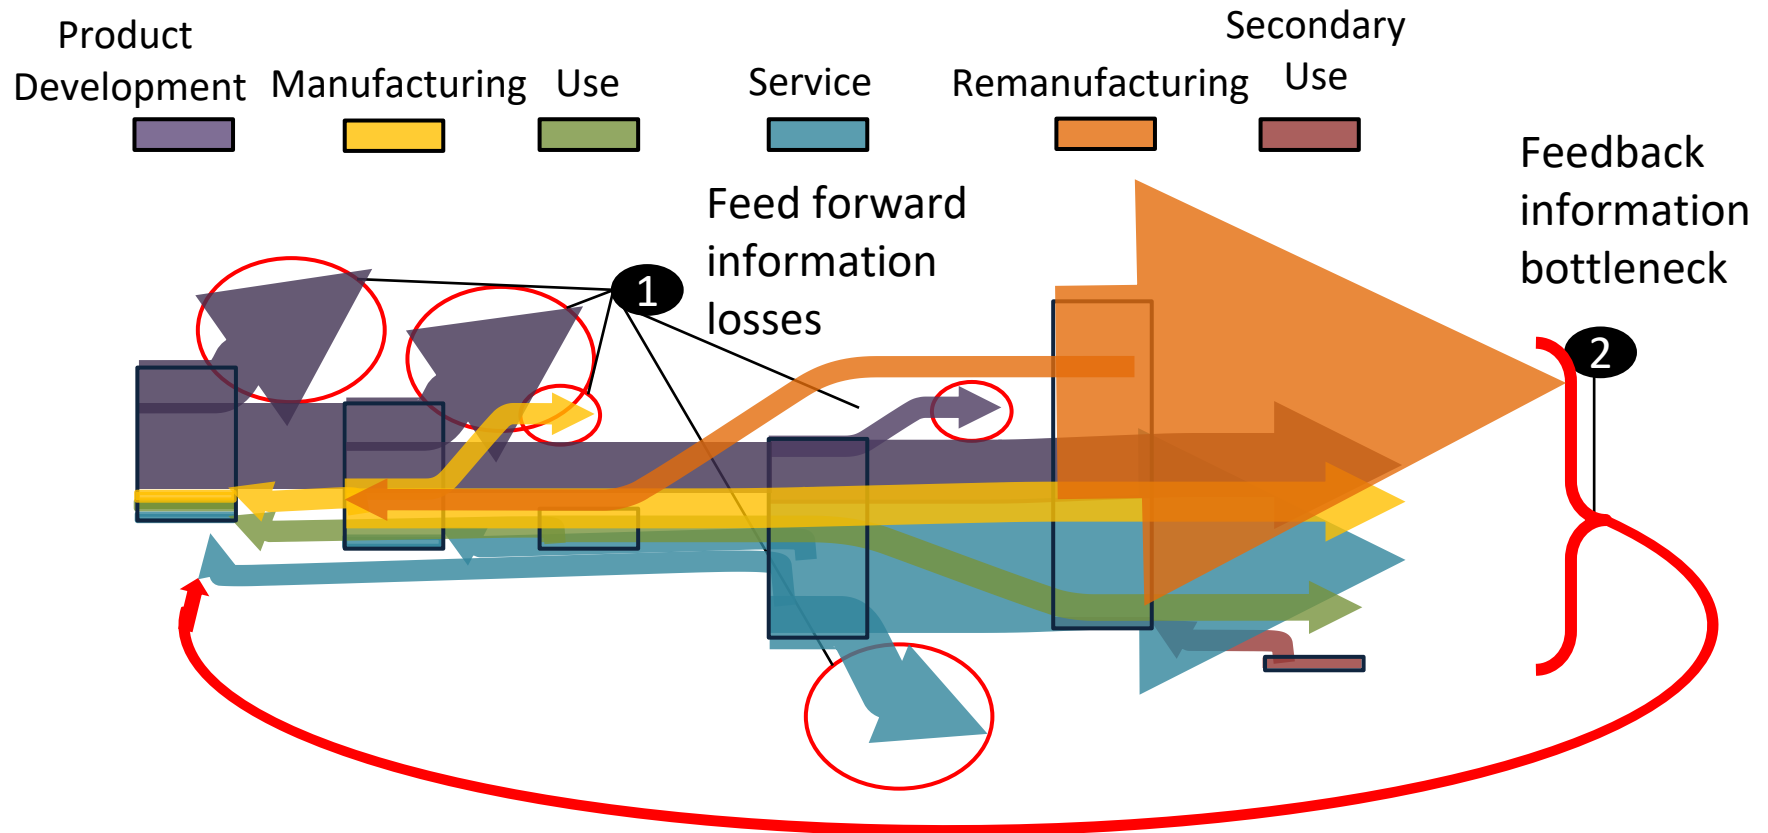 Product
Development
Manufacturing
Use
Service
Remanufacturing
Secondary
Use
Feed forward
information
losses
1
Feedback
information
bottleneck
2